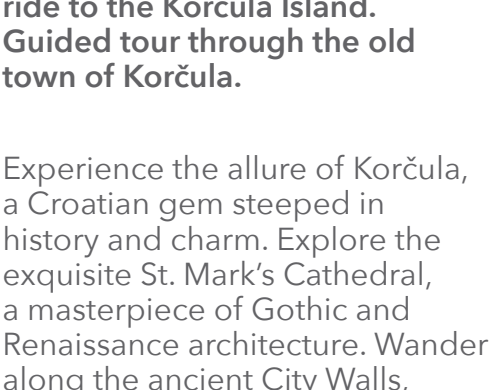 ride to the Korčula Island.
Guided tour through the old
town of Korčula.
Experience the allure of Korčula,
a Croatian gem steeped in
history and charm. Explore the
exquisite St. Mark’s Cathedral,
a masterpiece of Gothic and
Renaissance architecture. Wander
along the ancient City Walls,